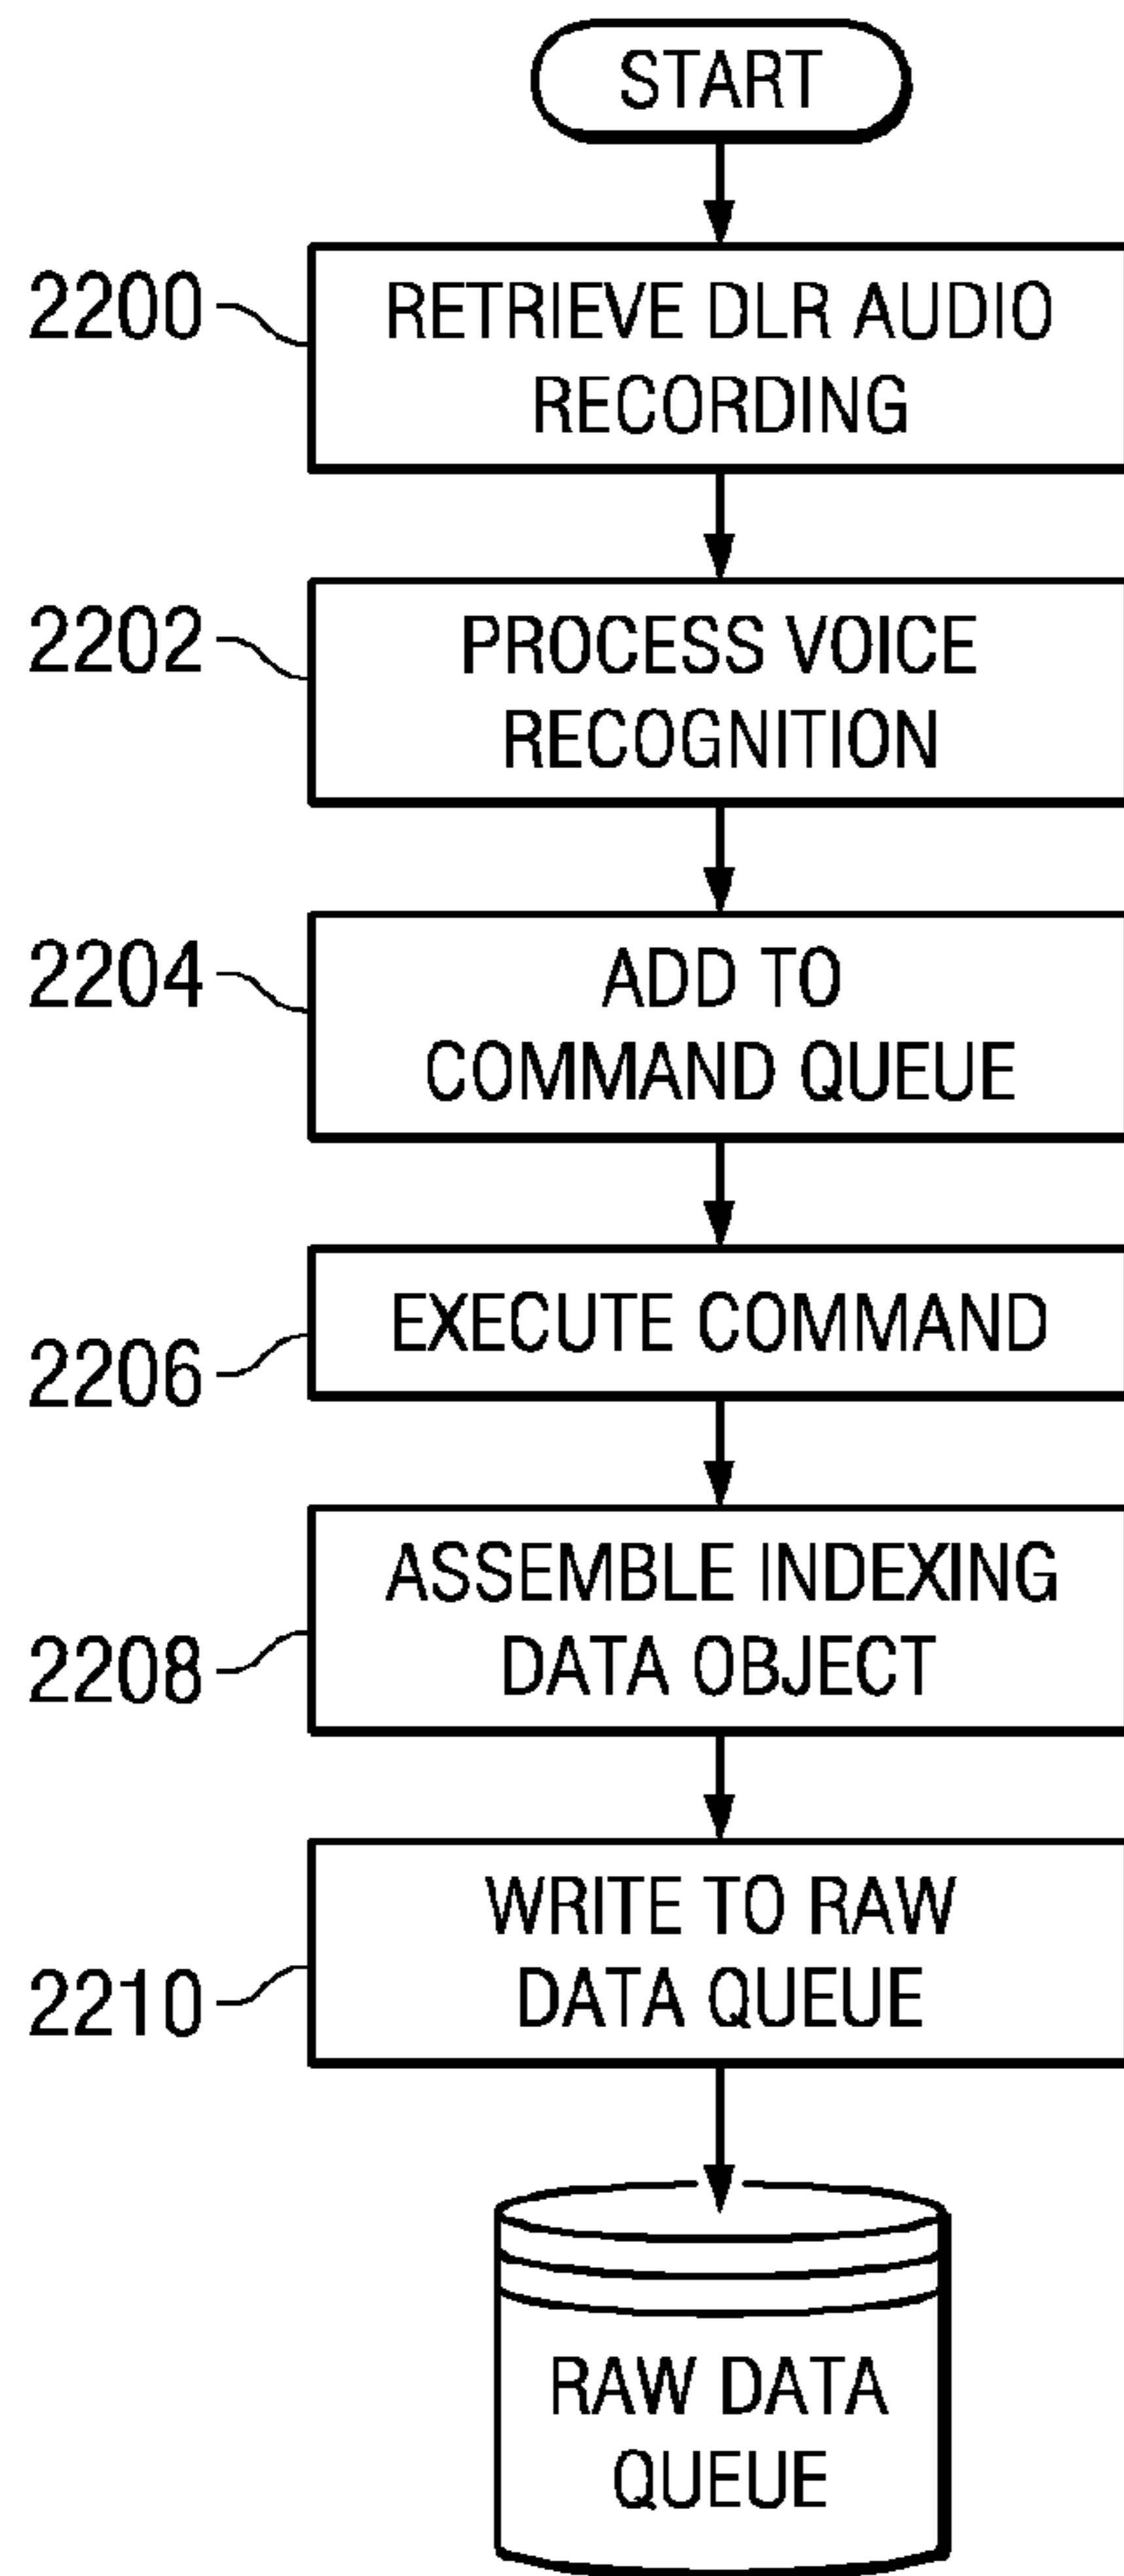 START
2200
RETRIEVE DLR AUDIO
RECORDING
2202
PROCESS VOICE
RECOGNITION
2204
ADD TO
COMMAND QUEUE
2206
EXECUTE COMMAND
2208
ASSEMBLE INDEXING
DATA OBJECT
2210
WRITE TO RAW
DATA QUEUE
RAW DATA
QUEUE